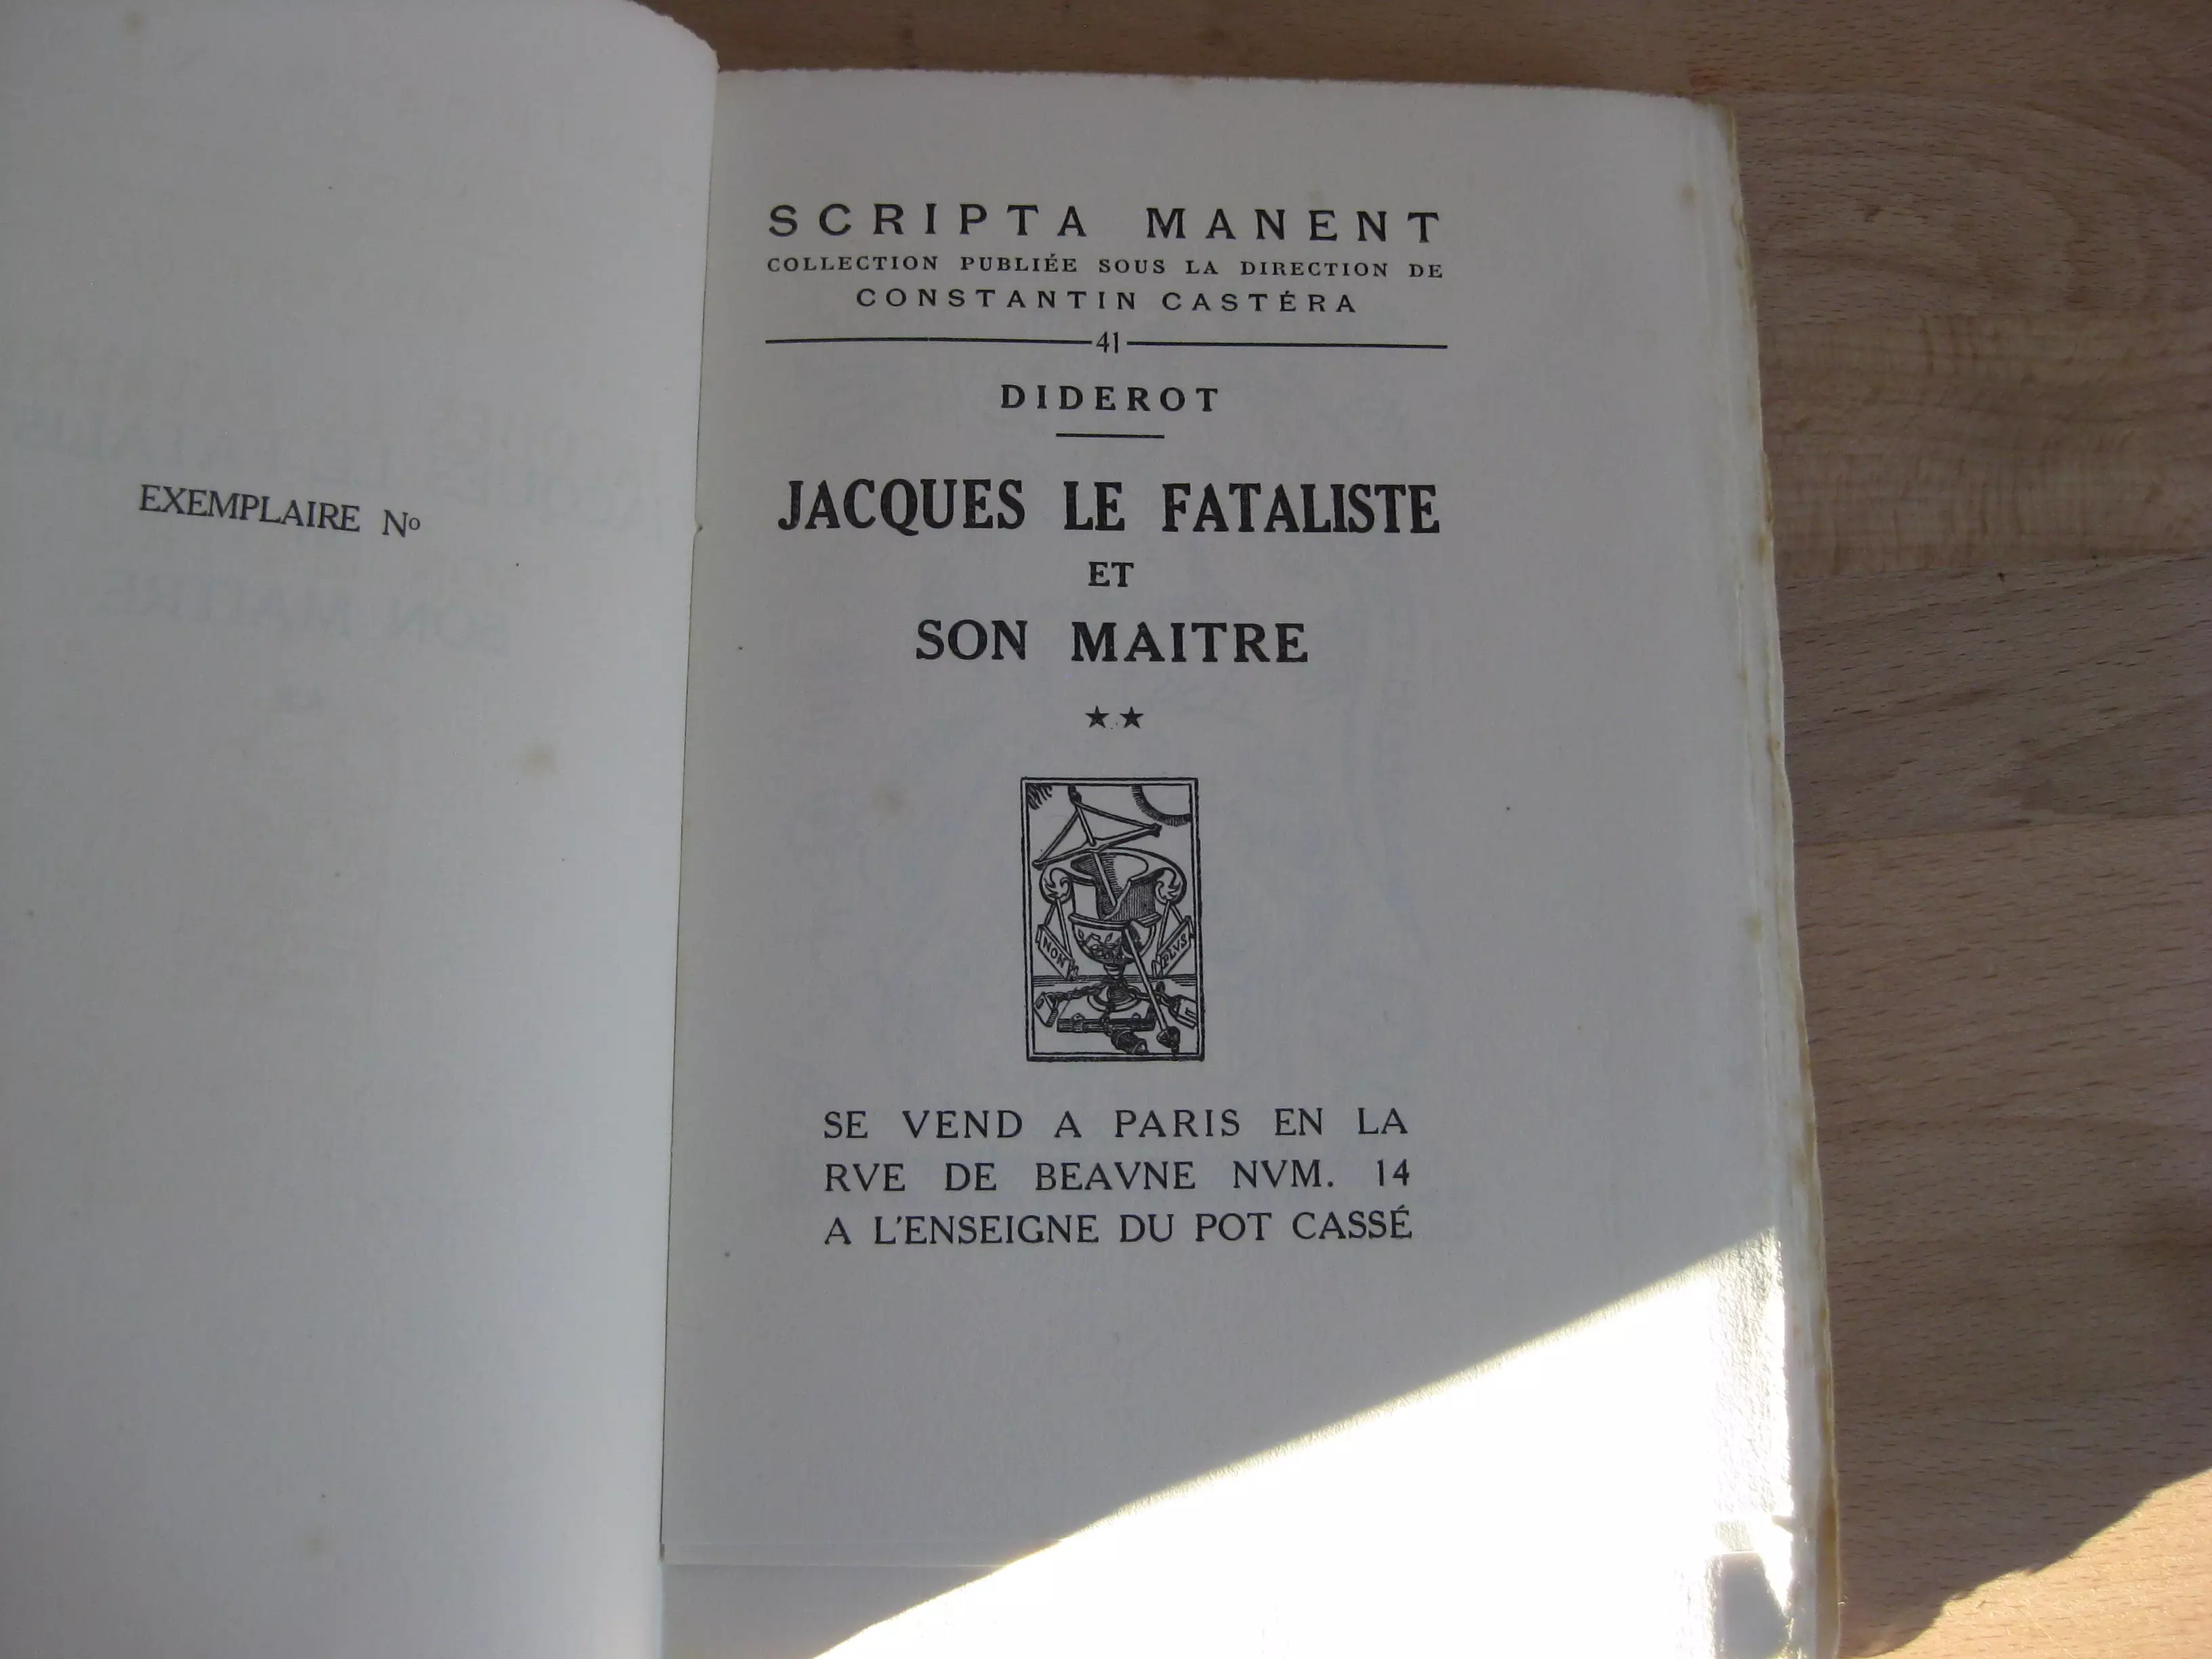 EXEMPLAIRE Nº
SCRIPTA MANENT
COLLECTION PUBLIÉE SOUS LA DIRECTION DE
CONSTANTIN CASTÉRA
41
DIDEROT
JACQUES LE FATALISTE
ET
SON MAITRE
★★
NON PLVS
SE VEND A PARIS EN LA
RVE DE BEAVNE NVM. 14
A L'ENSEIGNE DU POT CASSÉ